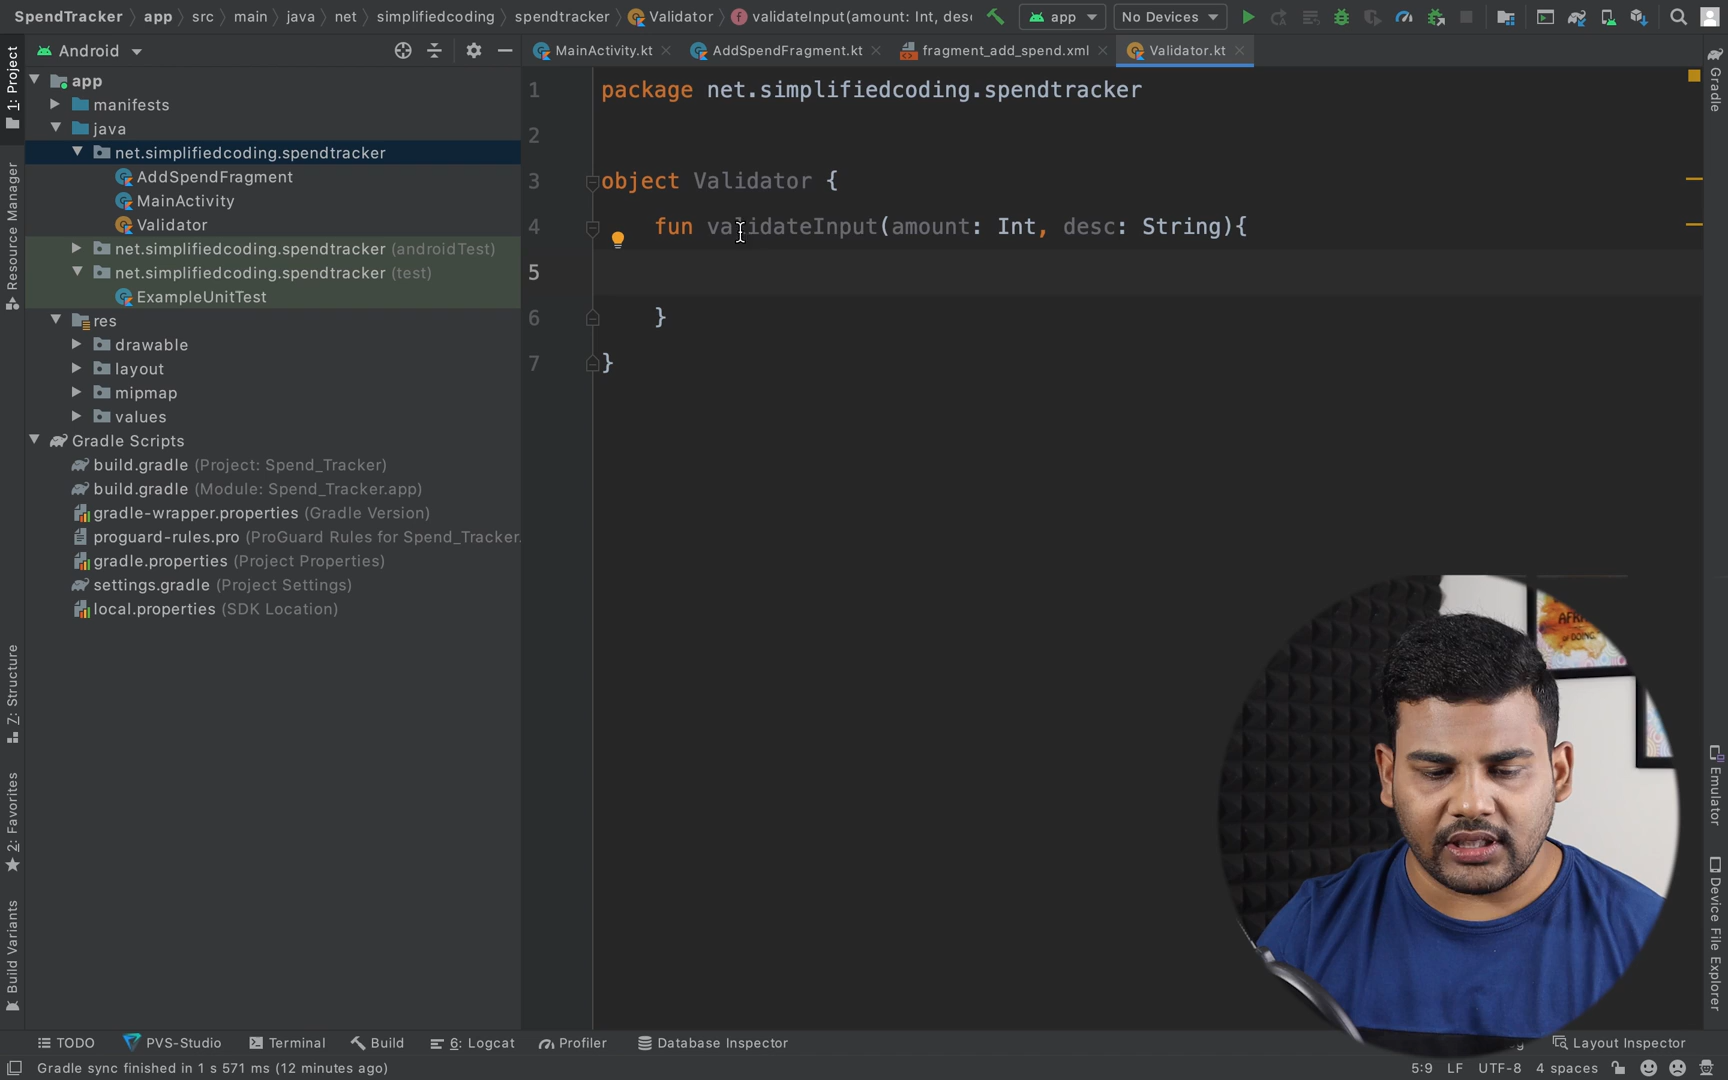 SpendTracker app src main java net simplifiedcoding spendtracker Validator validateInput(amount: Int, desc app No Devices
1: Project
Android
MainActivity.kt AddSpendFragment.kt fragment_add_spend.xml Validator.kt
app
manifests
java
net.simplifiedcoding.spendtracker
AddSpendFragment
MainActivity
Validator
net.simplifiedcoding.spendtracker (androidTest)
net.simplifiedcoding.spendtracker (test)
ExampleUnitTest
res
drawable
layout
mipmap
values
Gradle Scripts
build.gradle (Project: Spend_Tracker)
build.gradle (Module: Spend_Tracker.app)
gradle-wrapper.properties (Gradle Version)
proguard-rules.pro (ProGuard Rules for Spend_Tracker.
gradle.properties (Project Properties)
settings.gradle (Project Settings)
local.properties (SDK Location)
Resource Manager
7: Structure
2: Favorites
Build Variants
1 package net.simplifiedcoding.spendtracker
2
3 object Validator {
4 fun validateInput(amount: Int, desc: String){
5
6 }
7 }
Gradle
Emulator
Device File Explorer
OF DOING.
TODO PVS-Studio Terminal Build 6: Logcat Profiler Database Inspector Layout Inspector
Gradle sync finished in 1 s 571 ms (12 minutes ago) 5:9 LF UTF-8 4 spaces